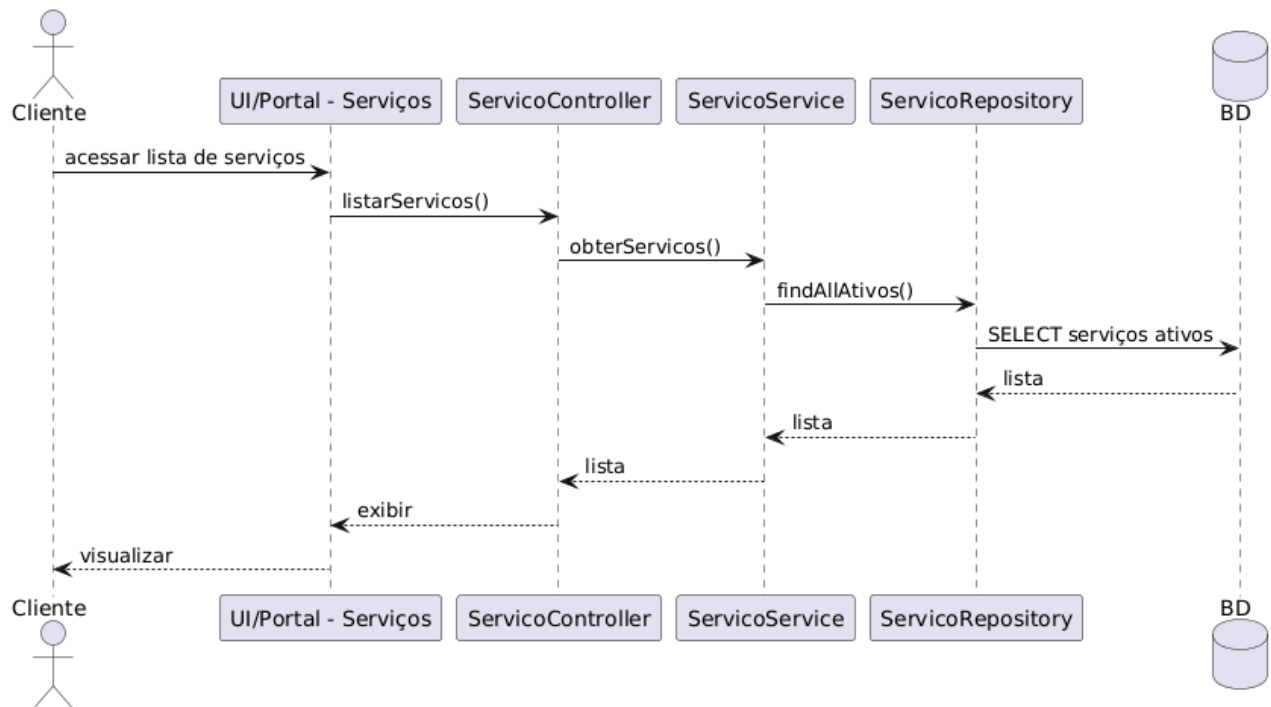 Cliente
UI/Portal - Serviços
ServicoController
ServicoService
ServicoRepository
BD
acessar lista de serviços
listarServicos()
obterServicos()
findAllAtivos()
SELECT serviços ativos
lista
lista
lista
exibir
visualizar
Cliente
UI/Portal - Serviços
ServicoController
ServicoService
ServicoRepository
BD